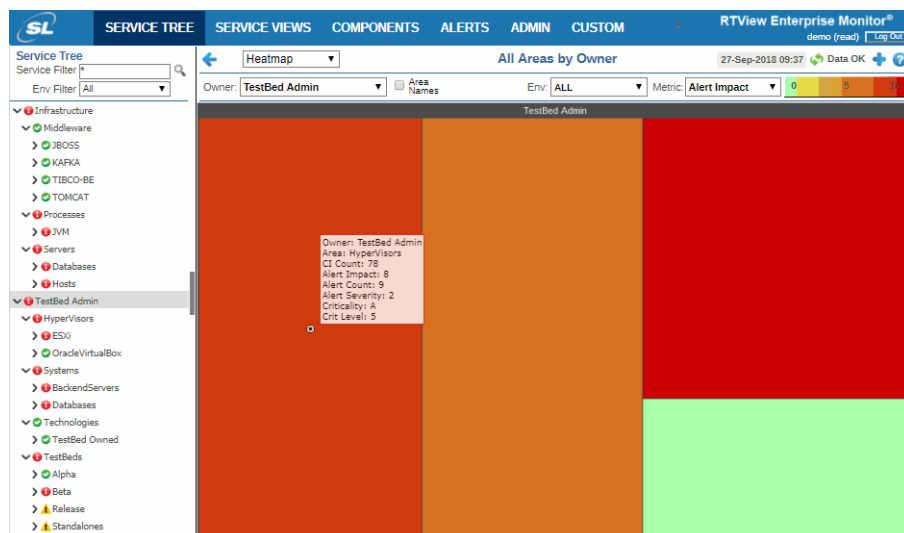 SL
SERVICE TREE SERVICE VIEWS COMPONENTS ALERTS ADMIN CUSTOM
RTView Enterprise Monitor®
demo (read) Log Out
Service Tree
Service Filter *
Env Filter All
Heatmap
All Areas by Owner
27-Sep-2018 09:37 Data OK
Owner: TestBed Admin
Area Names
Env: ALL
Metric: Alert Impact
0 5 10
Infrastructure
Middleware
JBOSS
KAFKA
TIBCO-BE
TOMCAT
Processes
JVM
Servers
Databases
Hosts
TestBed Admin
HyperVisors
ESXi
OracleVirtualBox
Systems
BackendServers
Databases
Technologies
TestBed Owned
TestBeds
Alpha
Beta
Release
Standalones
TestBed Admin
Owner: TestBed Admin
Area: HyperVisors
CI Count: 78
Alert Impact: 8
Alert Count: 9
Alert Severity: 2
Criticality: A
Crit Level: 5